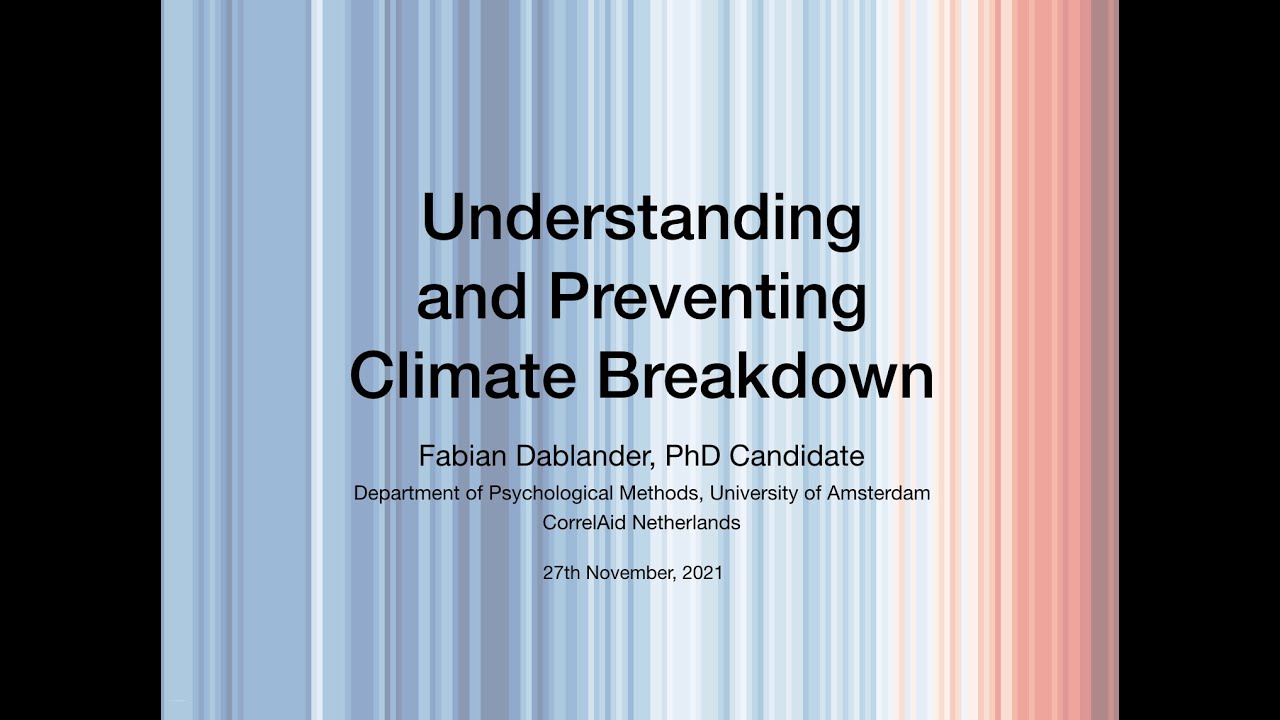 Understanding
and Preventing
Climate Breakdown
Fabian Dablander, PhD Candidate
Department of Psychological Methods, University of Amsterdam
CorrelAid Netherlands
27th November, 2021